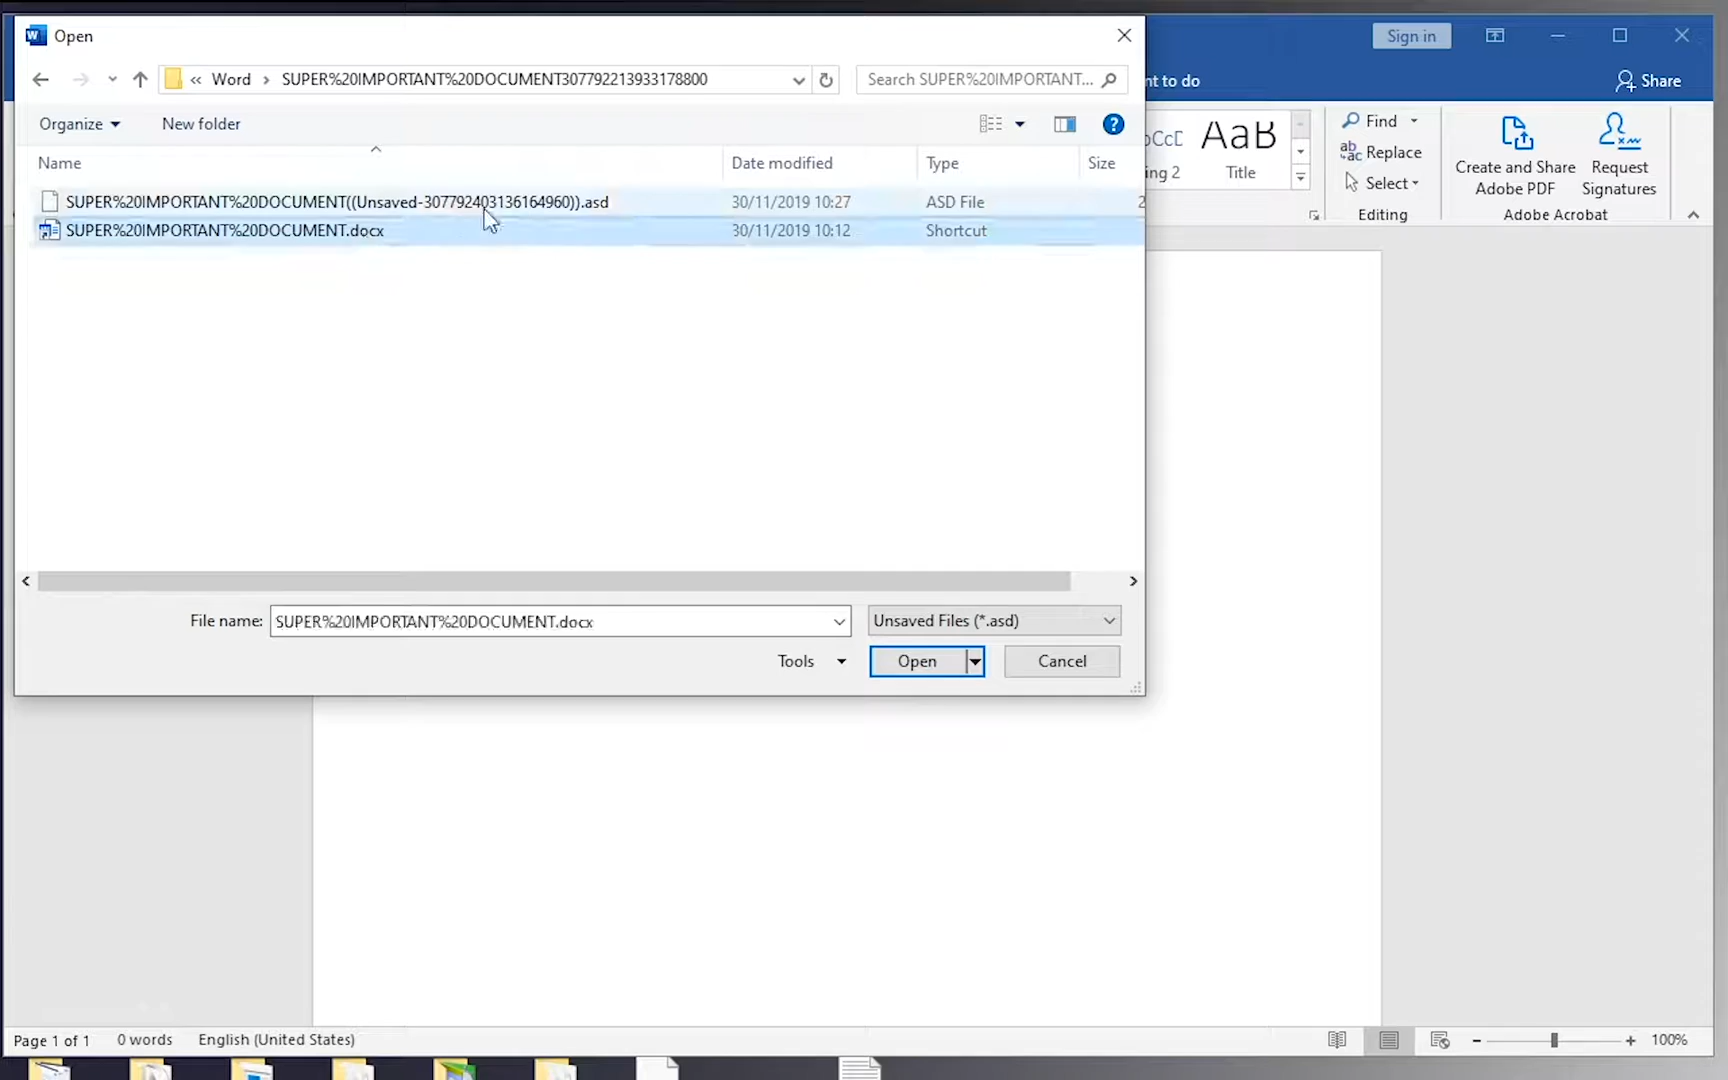 Open
Sign in
« Word › SUPER%20IMPORTANT%20DOCUMENT307792213933178800
Search SUPER%20IMPORTANT...
nt to do
Share
Organize
New folder
Name
Date modified
Type
Size
SUPER%20IMPORTANT%20DOCUMENT((Unsaved-307792403136164960)).asd
30/11/2019 10:27
ASD File
2
SUPER%20IMPORTANT%20DOCUMENT.docx
30/11/2019 10:12
Shortcut
AaB
ing 2
Title
Find
Replace
Select
Editing
Create and Share
Adobe PDF
Request
Signatures
Adobe Acrobat
File name:
SUPER%20IMPORTANT%20DOCUMENT.docx
Unsaved Files (*.asd)
Tools
Open
Cancel
Page 1 of 1
0 words
English (United States)
100%